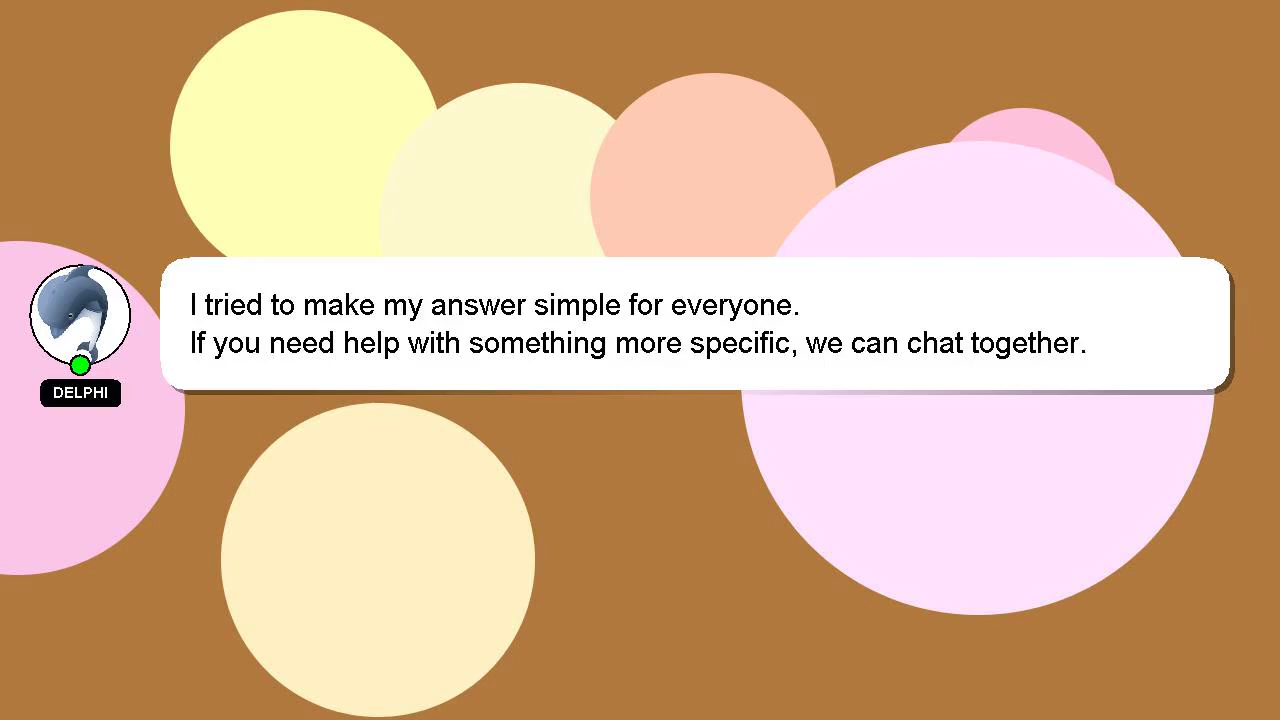 I tried to make my answer simple for everyone.
If you need help with something more specific, we can chat together.
DELPHI